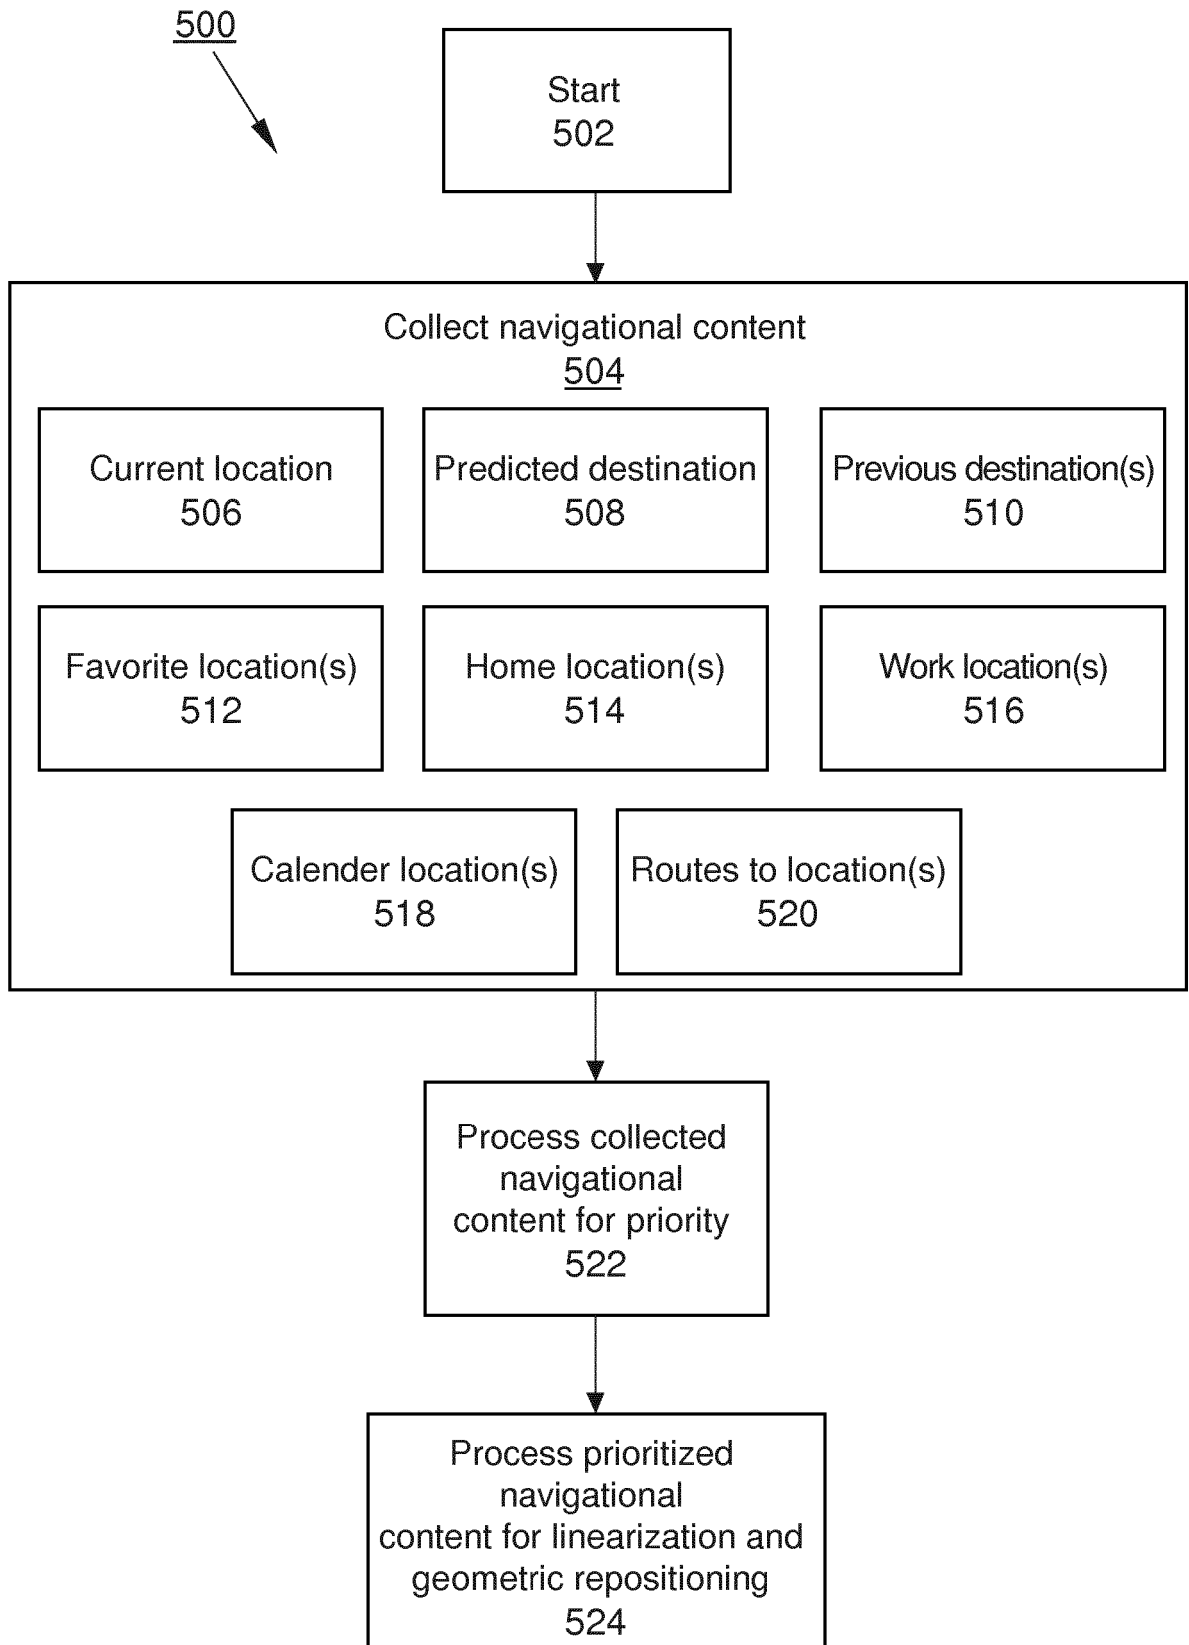 500
Start
502
Collect navigational content
504
Current location
506
Predicted destination
508
Previous destination(s)
510
Favorite location(s)
512
Home location(s)
514
Work location(s)
516
Calender location(s)
518
Routes to location(s)
520
Process collected
navigational
content for priority
522
Process prioritized
navigational
content for linearization and
geometric repositioning
524